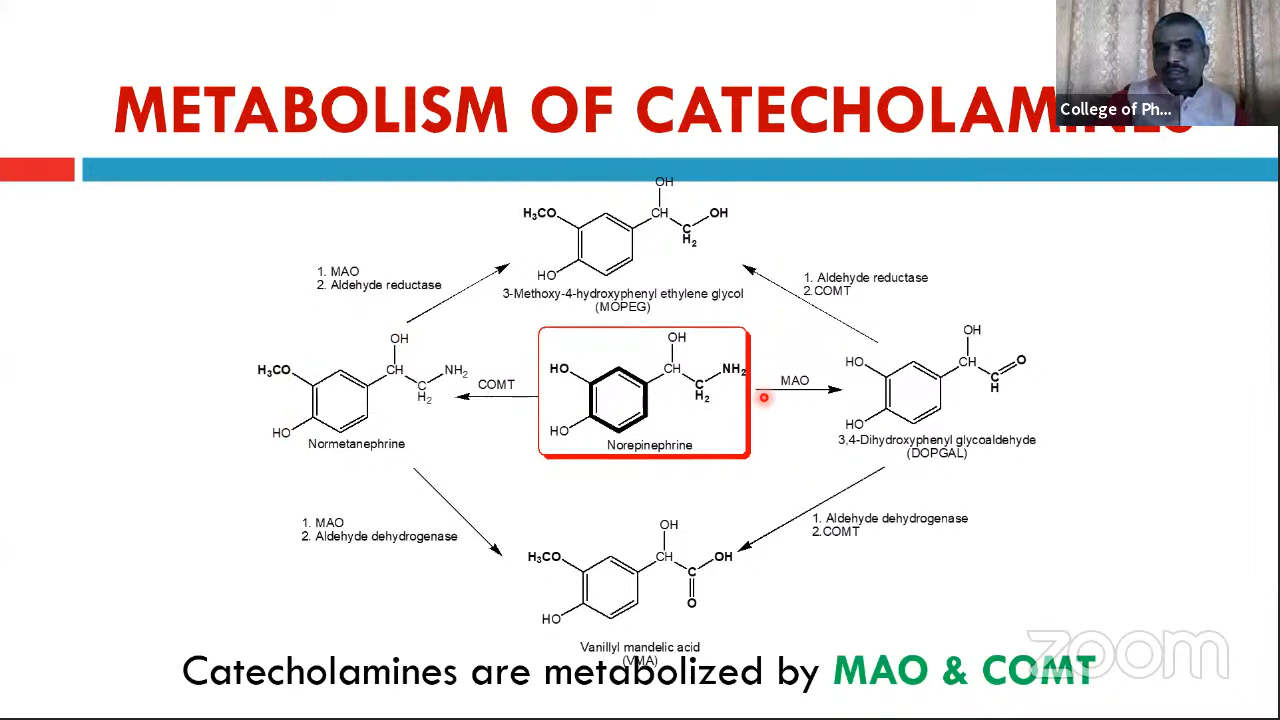 METABOLISM OF CATECHOLAMINES
College of Ph...
OH
H₃CO
CH
OH
C
H₂
HO
1. MAO
2. Aldehyde reductase
3-Methoxy-4-hydroxyphenyl ethylene glycol
(MOPEG)
1. Aldehyde reductase
2.COMT
OH
H₃CO
CH
NH₂
C
H₂
HO
Normetanephrine
COMT
OH
HO
CH
NH₂
C
H₂
HO
Norepinephrine
MAO
OH
HO
CH
O
C
H
HO
3,4-Dihydroxyphenyl glycoaldehyde
(DOPGAL)
1. MAO
2. Aldehyde dehydrogenase
1. Aldehyde dehydrogenase
2.COMT
OH
H₃CO
CH
OH
C
O
HO
Vanillyl mandelic acid
(VMA)
Catecholamines are metabolized by MAO & COMT
zoom